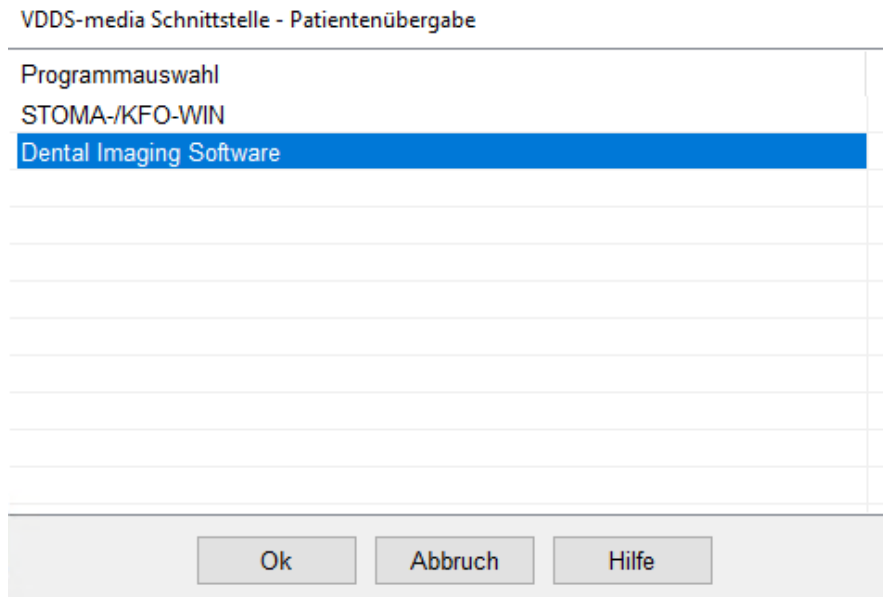 VDDS-media Schnittstelle - Patientenübergabe
Programmauswahl
STOMA-/KFO-WIN
Dental Imaging Software
Ok Abbruch Hilfe